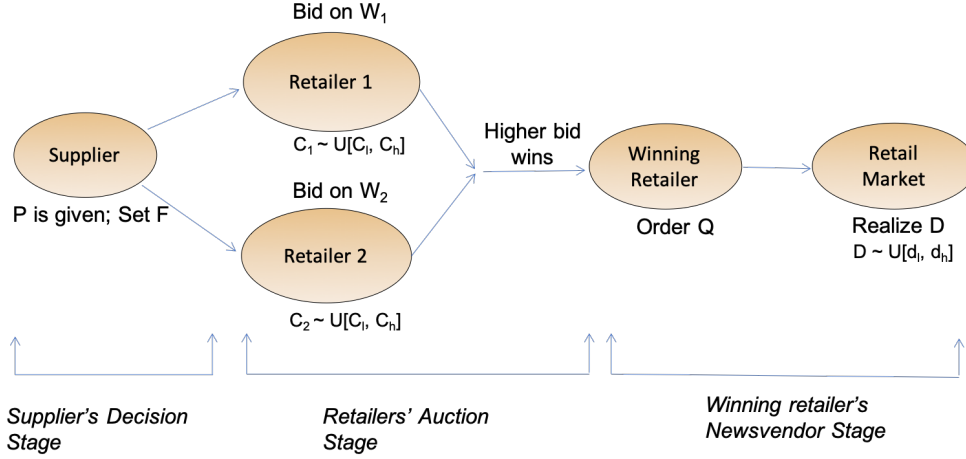 Bid on W₁
Retailer 1
C₁ ~ U[Cₗ, Cₕ]
Supplier
P is given; Set F
Bid on W₂
Retailer 2
C₂ ~ U[Cₗ, Cₕ]
Higher bid
wins
Winning
Retailer
Order Q
Retail
Market
Realize D
D ~ U[dₗ, dₕ]
Supplier's Decision
Stage
Retailers' Auction
Stage
Winning retailer's
Newsvendor Stage